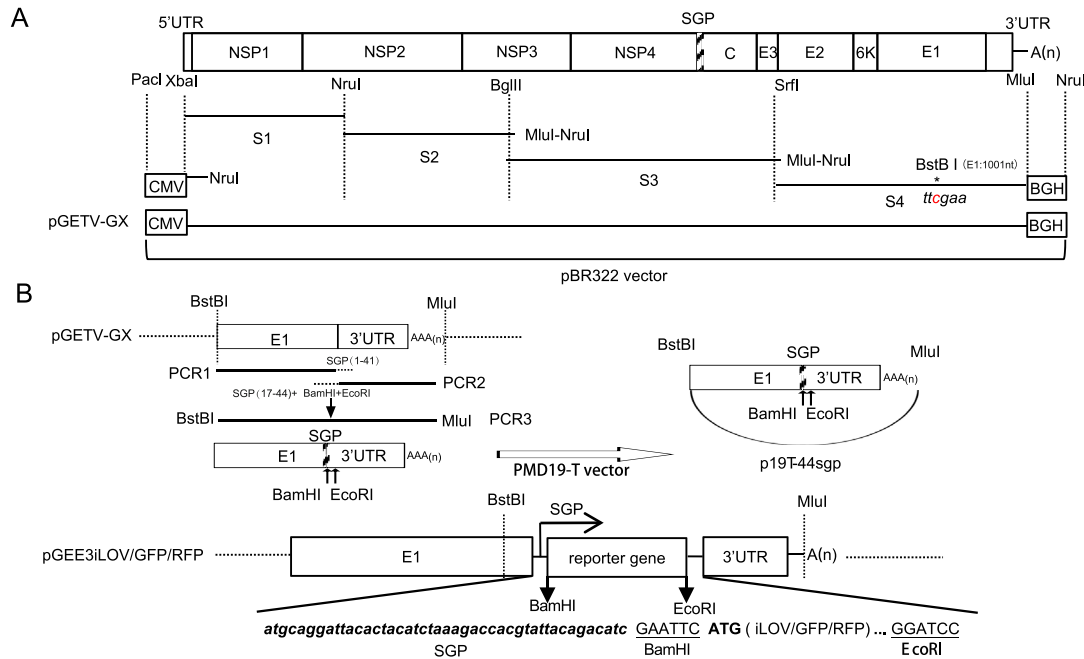 A
5'UTR
SGP
3'UTR
NSP1
NSP2
NSP3
NSP4
C
E3
E2
6K
E1
A(n)
PacI
XbaI
NruI
BglII
SrfI
MluI
NruI
S1
S2
MluI-NruI
S3
MluI-NruI
BstB I (E1:1001nt)
*
ttcgaa
S4
CMV
NruI
BGH
pGETV-GX
CMV
BGH
pBR322 vector
B
BstBI
MluI
pGETV-GX
E1
3'UTR
AAA(n)
SGP(1-41)
PCR1
PCR2
SGP(17-44)+ BamHI+EcoRI
BstBI
MluI
PCR3
SGP
E1
3'UTR
AAA(n)
BamHI
EcoRI
PMD19-T vector
BstBI
SGP
MluI
E1
3'UTR
AAA(n)
BamHI
EcoRI
p19T-44sgp
BstBI
SGP
MluI
pGEE3iLOV/GFP/RFP
E1
reporter gene
3'UTR
A(n)
BamHI
EcoRI
atgcaggattacactacatctaaagaccacgtattacagacatc GAATTC ATG ( iLOV/GFP/RFP) ... GGATCC
SGP
BamHI
EcoRI